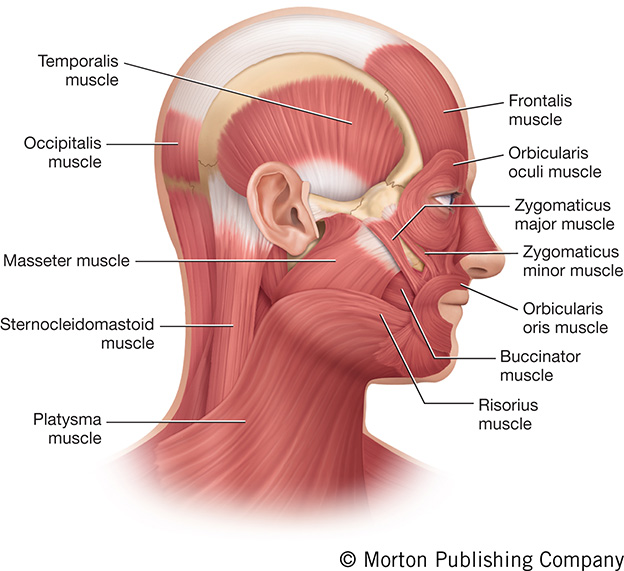 Temporalis
muscle
Occipitalis
muscle
Masseter muscle
Sternocleidomastoid
muscle
Platysma
muscle
Frontalis
muscle
Orbicularis
oculi muscle
Zygomaticus
major muscle
Zygomaticus
minor muscle
Orbicularis
oris muscle
Buccinator
muscle
Risorius
muscle
© Morton Publishing Company